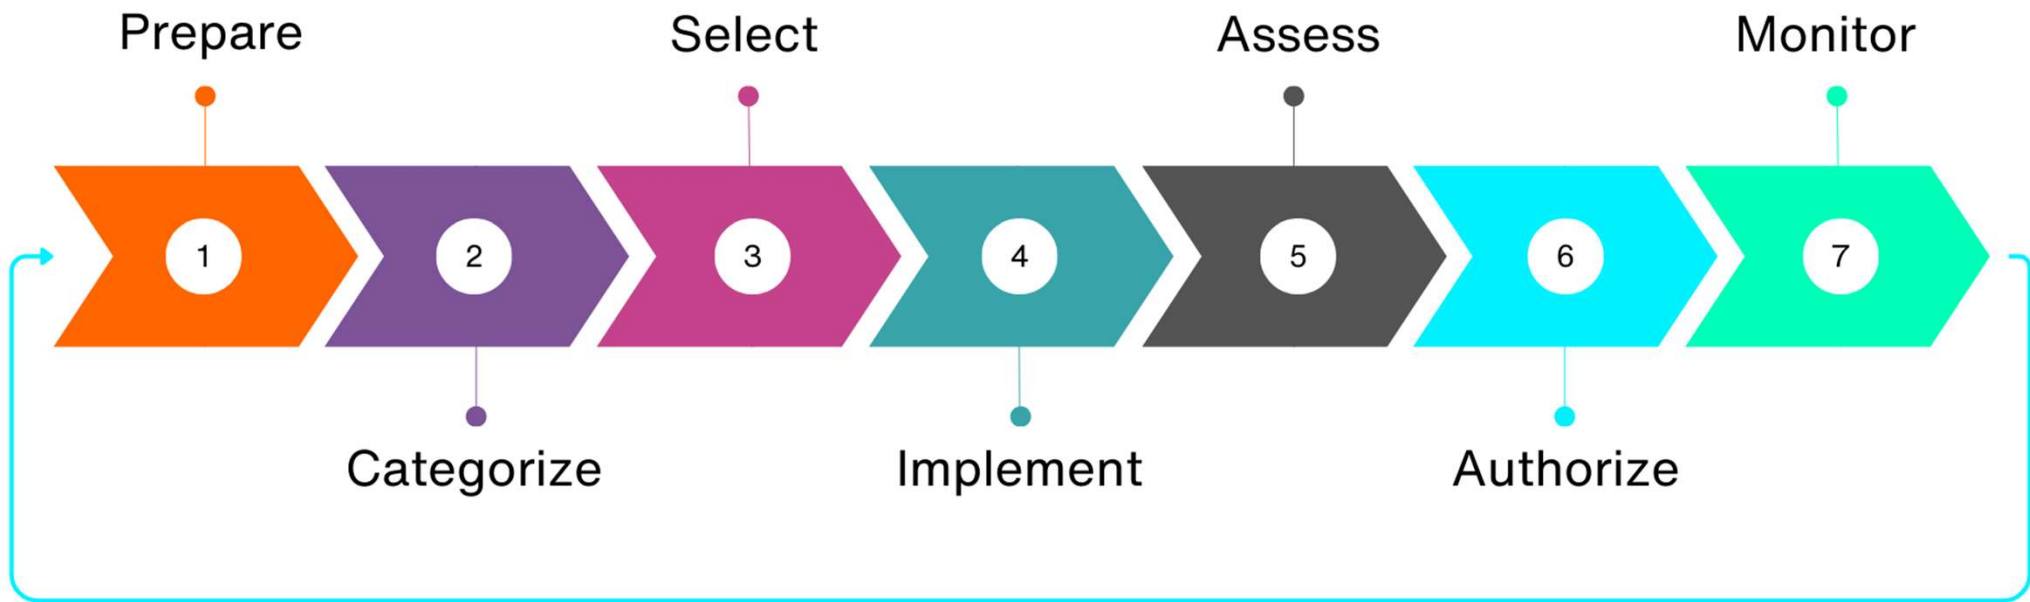 Prepare
Select
Assess
Monitor
1
2
3
4
5
6
7
Categorize
Implement
Authorize